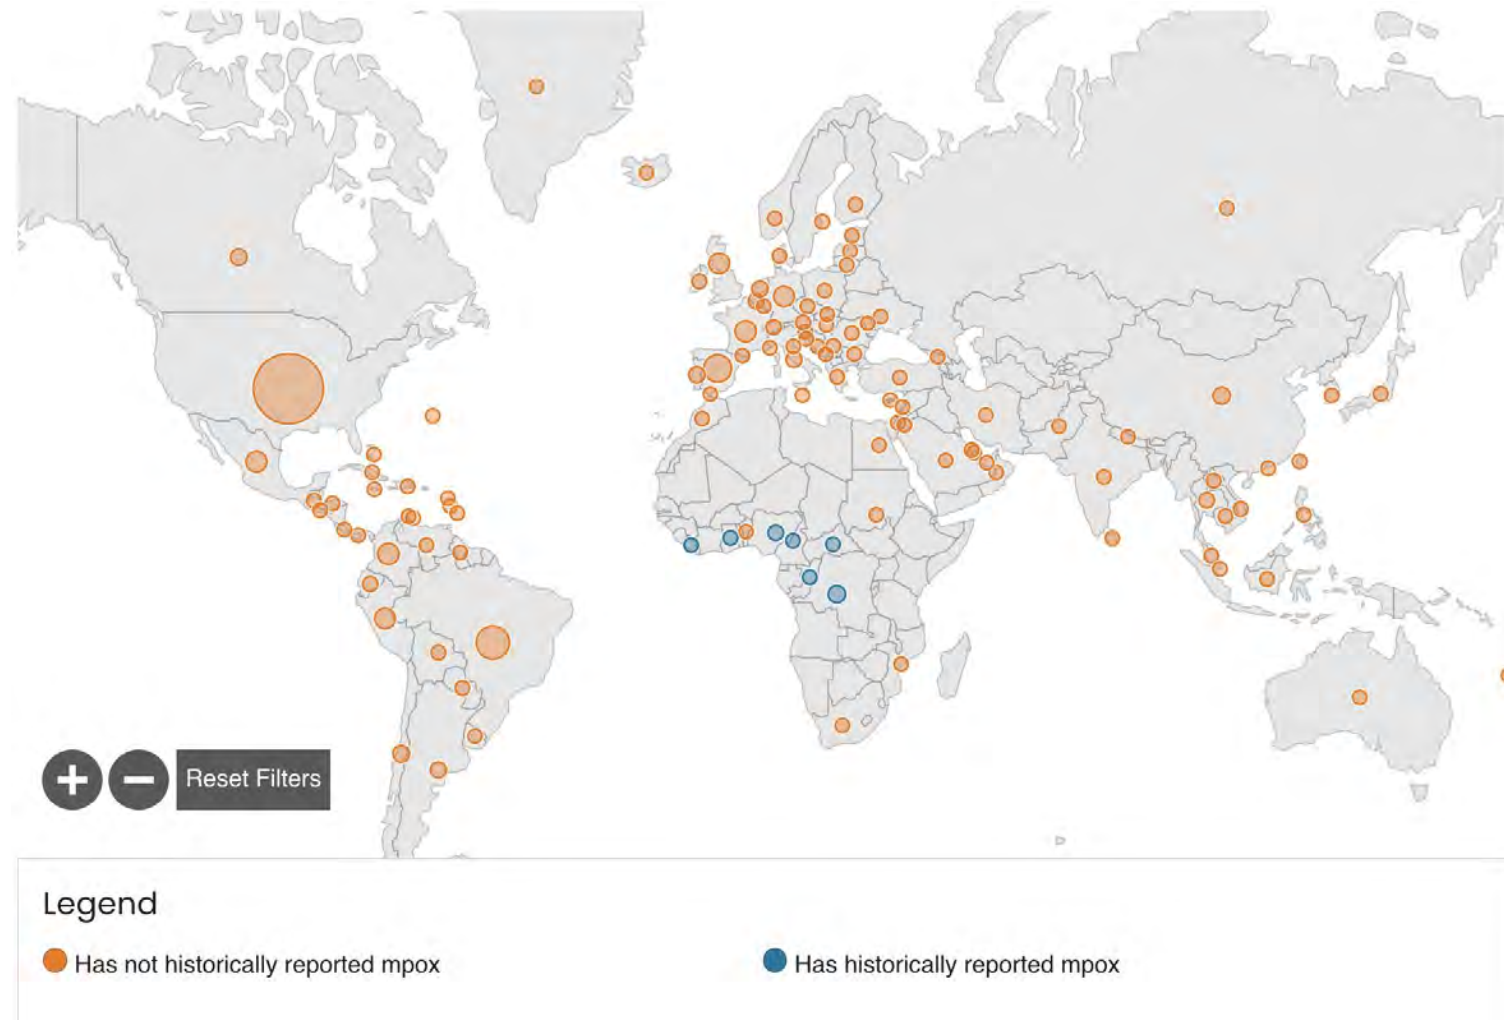 Reset Filters
Legend
Has not historically reported mpox
Has historically reported mpox